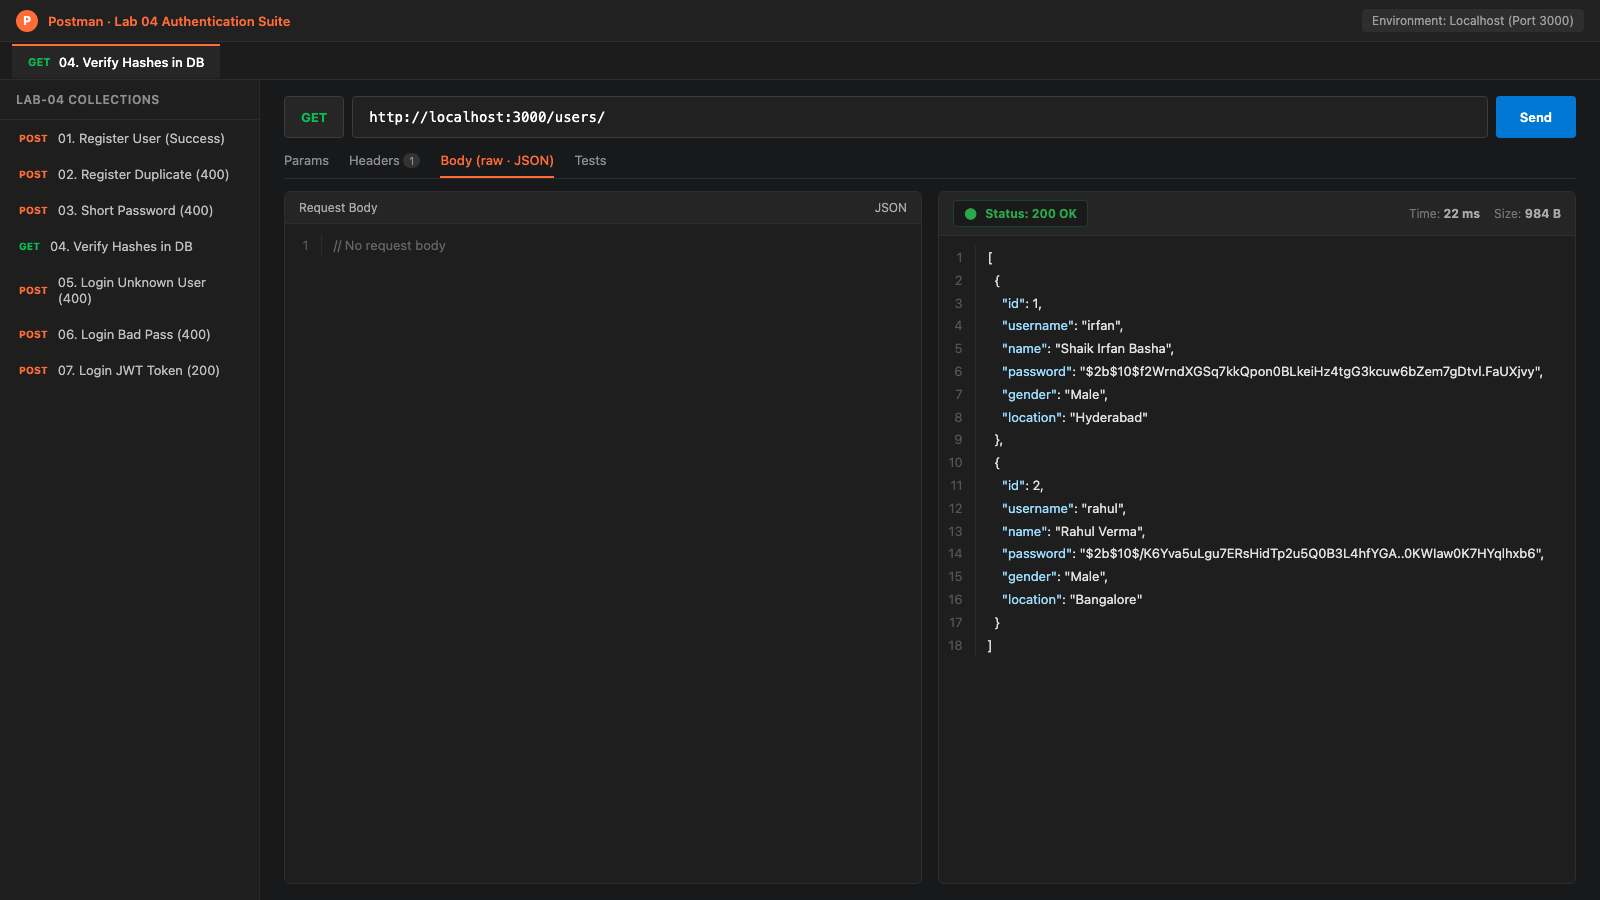 P Postman · Lab 04 Authentication Suite
Environment: Localhost (Port 3000)
GET 04. Verify Hashes in DB
LAB-04 COLLECTIONS
POST 01. Register User (Success)
POST 02. Register Duplicate (400)
POST 03. Short Password (400)
GET 04. Verify Hashes in DB
POST 05. Login Unknown User
(400)
POST 06. Login Bad Pass (400)
POST 07. Login JWT Token (200)
GET http://localhost:3000/users/ Send
Params Headers 1 Body (raw · JSON) Tests
Request Body JSON
1 // No request body
Status: 200 OK Time: 22 ms Size: 984 B
1 [
2 {
3 "id": 1,
4 "username": "irfan",
5 "name": "Shaik Irfan Basha",
6 "password": "$2b$10$f2WrndXGSq7kkQpon0BLkeiHz4tgG3kcuw6bZem7gDtvl.FaUXjvy",
7 "gender": "Male",
8 "location": "Hyderabad"
9 },
10 {
11 "id": 2,
12 "username": "rahul",
13 "name": "Rahul Verma",
14 "password": "$2b$10$/K6Yva5uLgu7ERsHidTp2u5Q0B3L4hfYGA..0KWIaw0K7HYqlhxb6",
15 "gender": "Male",
16 "location": "Bangalore"
17 }
18 ]